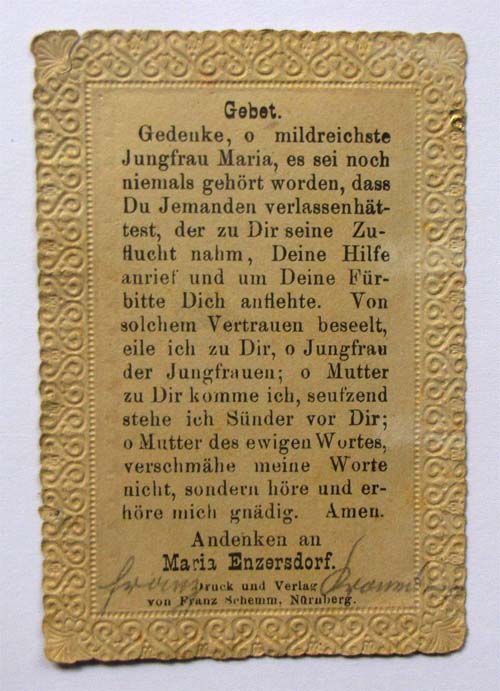 Gebet.
Gedenke, o mildreichste
Jungfrau Maria, es sei noch
niemals gehört worden, dass
Du Jemanden verlassenhät-
test, der zu Dir seine Zu-
flucht nahm, Deine Hilfe
anrief und um Deine Für-
bitte Dich anflehte. Von
solchem Vertrauen beseelt,
eile ich zu Dir, o Jungfrau
der Jungfrauen; o Mutter
zu Dir komme ich, seufzend
stehe ich Sünder vor Dir;
o Mutter des ewigen Wortes,
verschmähe meine Worte
nicht, sondern höre und er-
höre mich gnädig. Amen.
Andenken an
Maria Enzersdorf.
Franz Druck und Verlag
von Franz Schemm, Nürnberg.